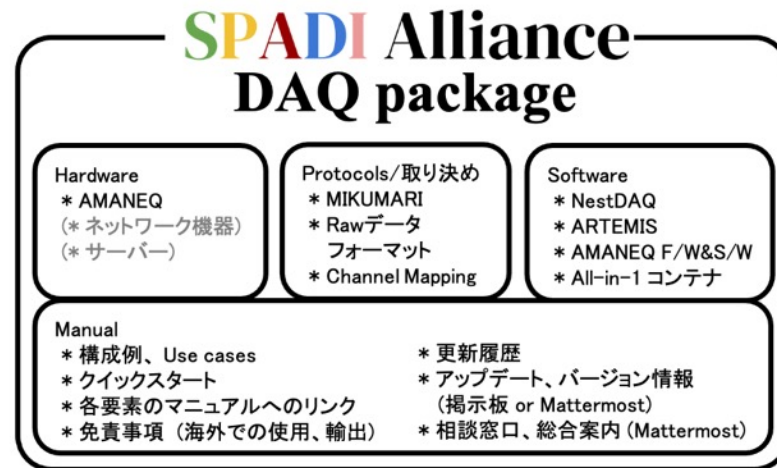 SPADI Alliance
DAQ package
Hardware
* AMANEQ
(* ネットワーク機器)
(* サーバー)
Protocols/取り決め
* MIKUMARI
* Rawデータ
フォーマット
* Channel Mapping
Software
* NestDAQ
* ARTEMIS
* AMANEQ F/W&S/W
* All-in-1 コンテナ
Manual
* 構成例、Use cases
* クイックスタート
* 各要素のマニュアルへのリンク
* 免責事項 (海外での使用、輸出)
* 更新履歴
* アップデート、バージョン情報
(掲示板 or Mattermost)
* 相談窓口、総合案内 (Mattermost)